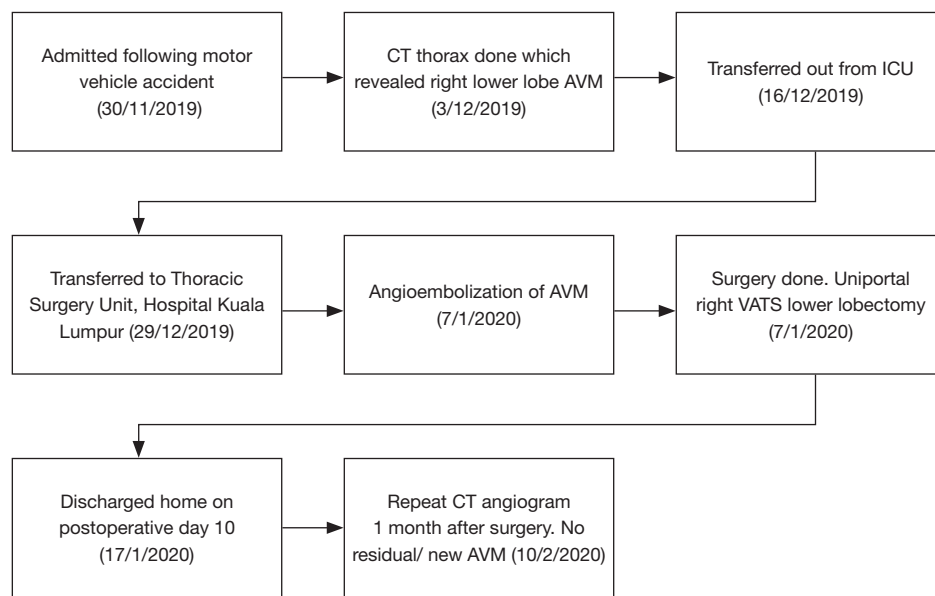 Admitted following motor
vehicle accident
(30/11/2019)
CT thorax done which
revealed right lower lobe AVM
(3/12/2019)
Transferred out from ICU
(16/12/2019)
Transferred to Thoracic
Surgery Unit, Hospital Kuala
Lumpur (29/12/2019)
Angioembolization of AVM
(7/1/2020)
Surgery done. Uniportal
right VATS lower lobectomy
(7/1/2020)
Discharged home on
postoperative day 10
(17/1/2020)
Repeat CT angiogram
1 month after surgery. No
residual/ new AVM (10/2/2020)